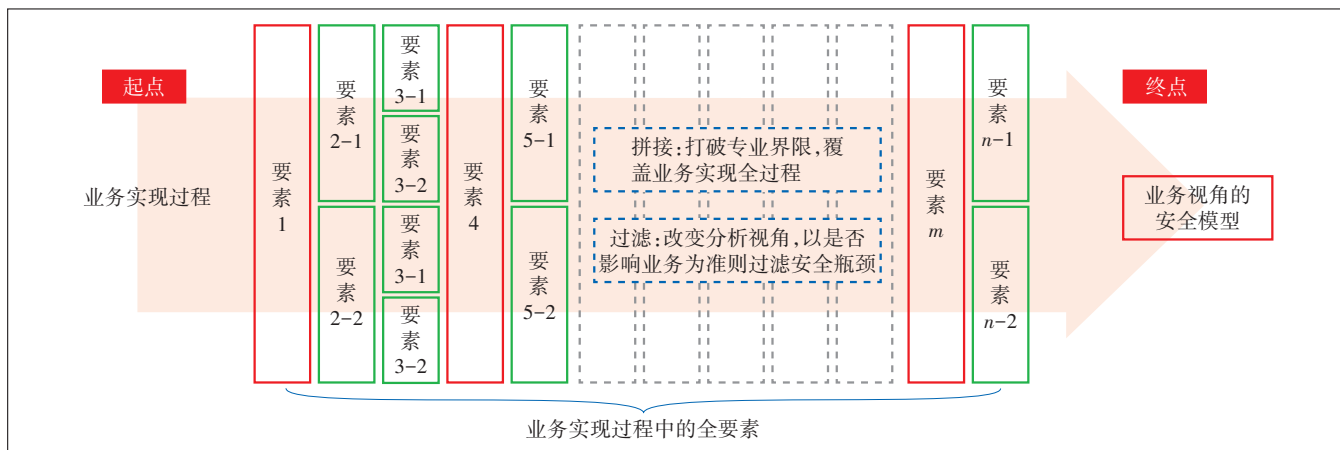 起点
终点
业务实现过程
要
素
1
要
素
2-1
要
素
2-2
要
素
3-1
要
素
3-2
要
素
3-1
要
素
3-2
要
素
4
要
素
5-1
要
素
5-2
拼接:打破专业界限,覆
盖业务实现全过程
过滤:改变分析视角,以是否
影响业务为准则过滤安全瓶颈
要
素
m
要
素
n-1
要
素
n-2
业务视角的
安全模型
业务实现过程中的全要素